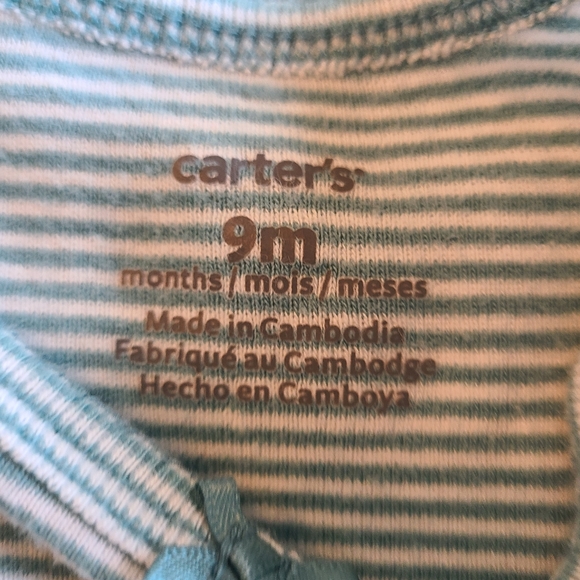 carter's
9m
months/mois/meses
Made in Cambodia
Fabriqué au Cambodge
Hecho en Camboya